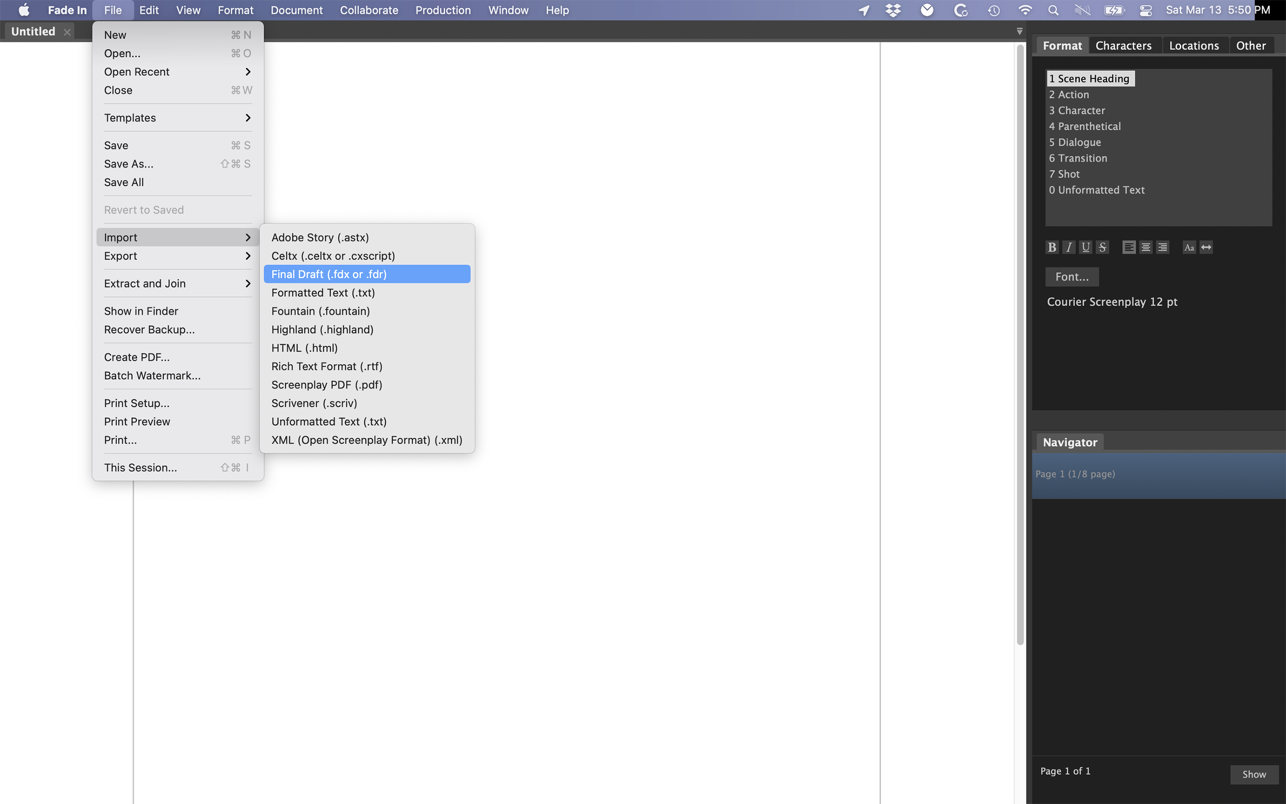 Fade In File Edit View Format Document Collaborate Production Window Help Sat Mar 13 5:50 PM
Untitled
New ⌘ N
Open... ⌘ O
Open Recent
Close ⌘ W
Templates
Save ⌘ S
Save As... ⇧⌘ S
Save All
Revert to Saved
Import
Export
Extract and Join
Show in Finder
Recover Backup...
Create PDF...
Batch Watermark...
Print Setup...
Print Preview
Print... ⌘ P
This Session... ⇧⌘ I
Adobe Story (.astx)
Celtx (.celtx or .cxscript)
Final Draft (.fdx or .fdr)
Formatted Text (.txt)
Fountain (.fountain)
Highland (.highland)
HTML (.html)
Rich Text Format (.rtf)
Screenplay PDF (.pdf)
Scrivener (.scriv)
Unformatted Text (.txt)
XML (Open Screenplay Format) (.xml)
Format Characters Locations Other
1 Scene Heading
2 Action
3 Character
4 Parenthetical
5 Dialogue
6 Transition
7 Shot
0 Unformatted Text
B I U S Aa
Font...
Courier Screenplay 12 pt
Navigator
Page 1 (1/8 page)
Page 1 of 1
Show